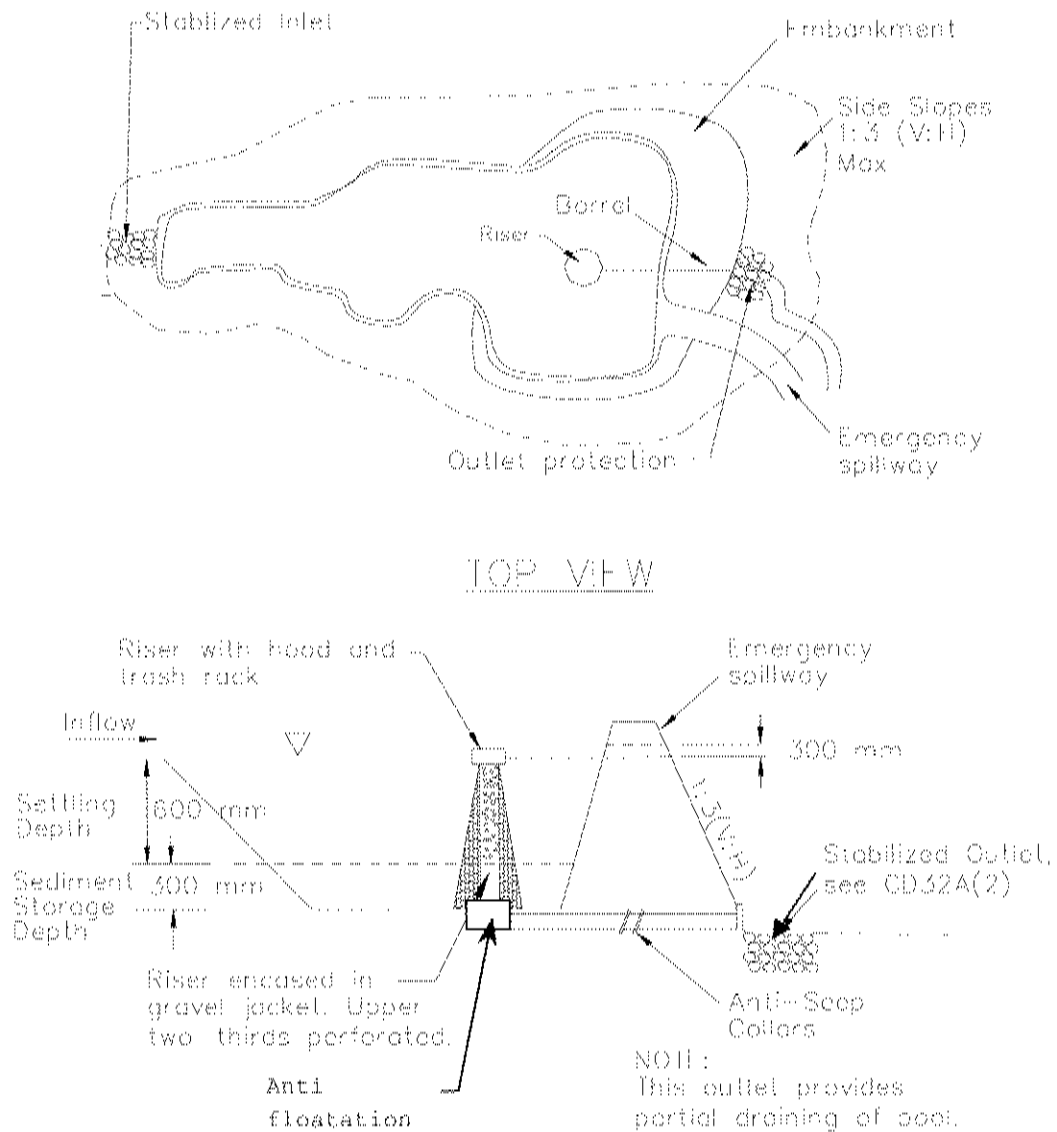 Stabilized Inlet
Embankment
Side Slopes
1:3 (V:H)
Max
Barrel
Riser
Emergency
spillway
Outlet protection
TOP VIEW
Riser with hood and
trash rack
Emergency
spillway
Inflow
300 mm
Settling
Depth
600 mm
1:3(V:H)
Stabilized Outlet,
see CD32A(2)
Sediment
Storage
Depth
300 mm
Riser encased in
gravel jacket. Upper
two thirds perforated.
Anti-Seep
Collars
Anti
floatation
NOTE:
This outlet provides
partial draining of pool.